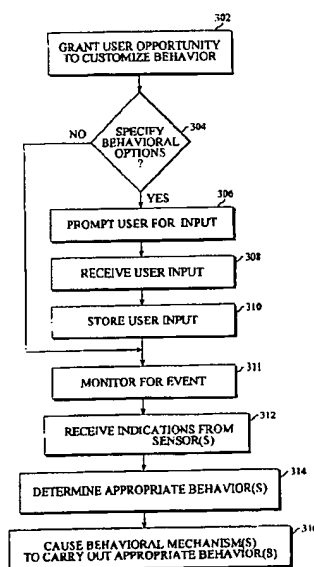 302
GRANT USER OPPORTUNITY
TO CUSTOMIZE BEHAVIOR
NO
304
SPECIFY
BEHAVIORAL
OPTIONS
?
YES
306
PROMPT USER FOR INPUT
308
RECEIVE USER INPUT
310
STORE USER INPUT
311
MONITOR FOR EVENT
312
RECEIVE INDICATIONS FROM
SENSOR(S)
314
DETERMINE APPROPRIATE BEHAVIOR(S)
316
CAUSE BEHAVIORAL MECHANISM(S)
TO CARRY OUT APPROPRIATE BEHAVIOR(S)